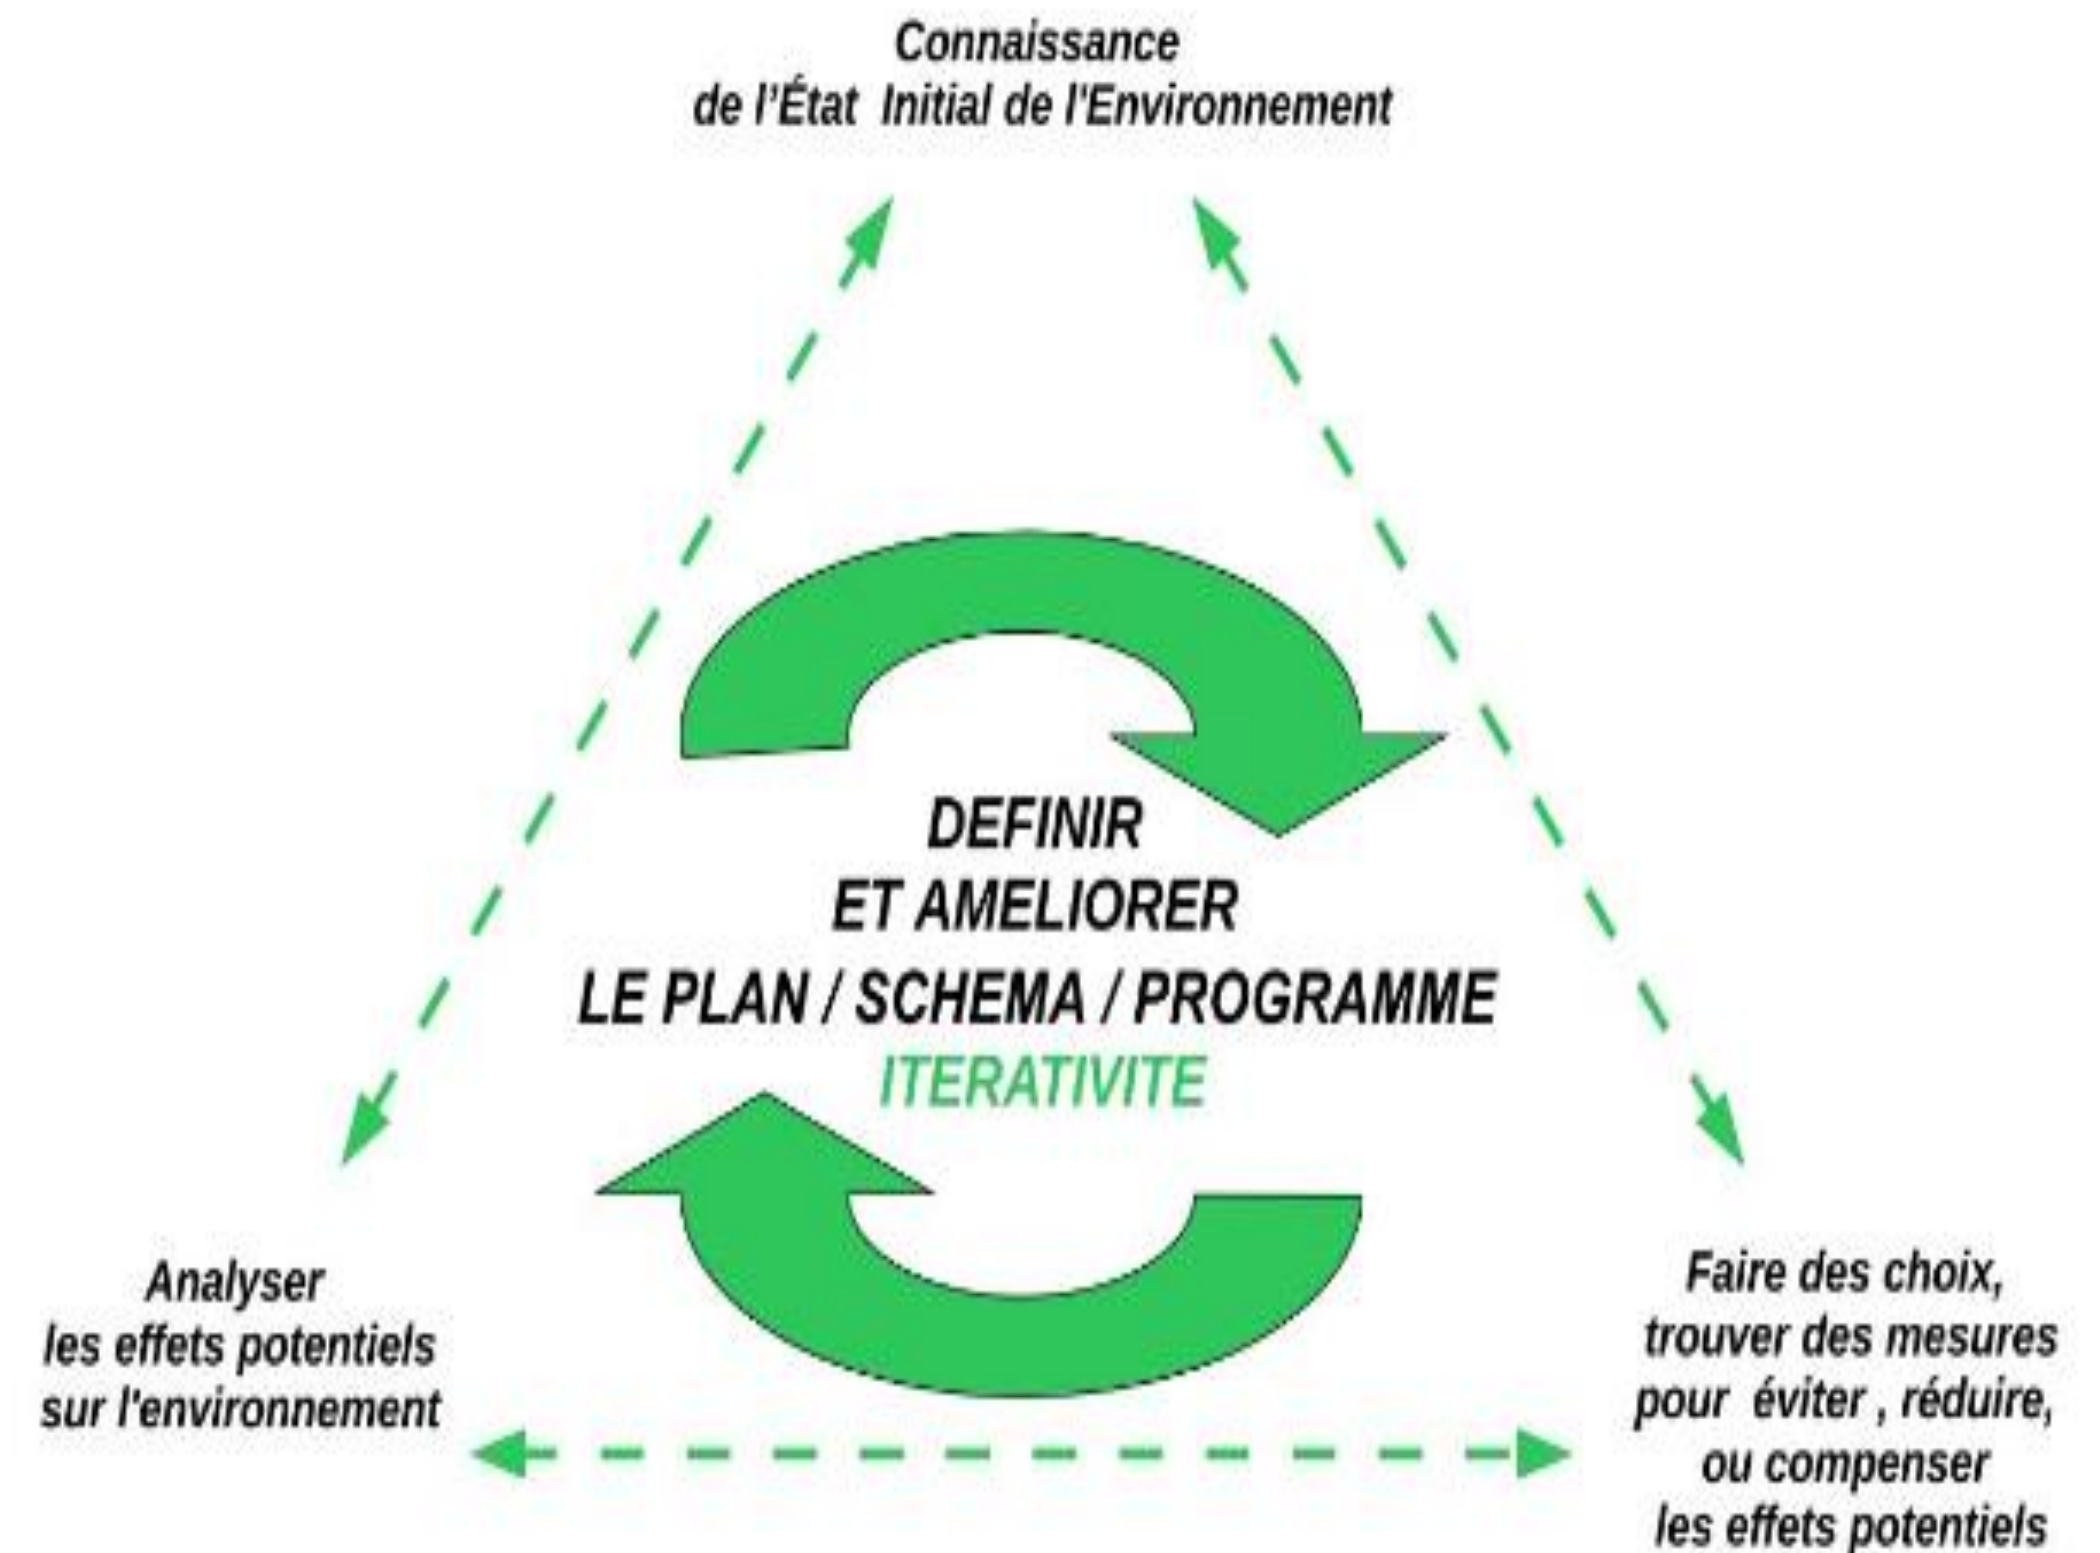 Connaissance
de l'État Initial de l'Environnement
DEFINIR
ET AMELIORER
LE PLAN / SCHEMA / PROGRAMME
ITERATIVITE
Analyser
les effets potentiels
sur l'environnement
Faire des choix,
trouver des mesures
pour éviter , réduire,
ou compenser
les effets potentiels